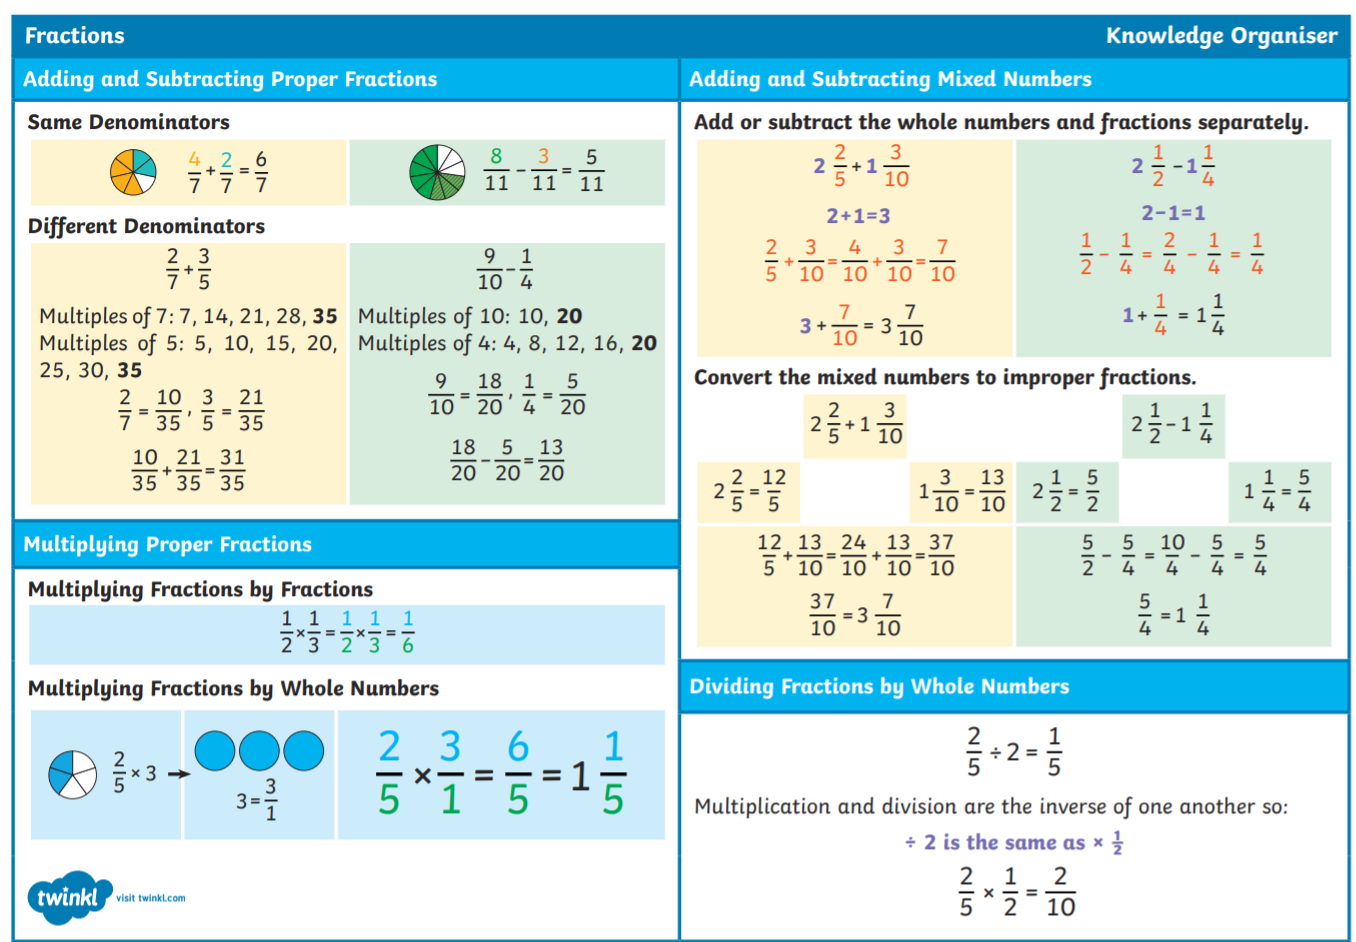 Fractions
Knowledge Organiser
Adding and Subtracting Proper Fractions
Same Denominators
4/7 + 2/7 = 6/7
8/11 − 3/11 = 5/11
Different Denominators
2/7 + 3/5
Multiples of 7: 7, 14, 21, 28, 35
Multiples of 5: 5, 10, 15, 20,
25, 30, 35
2/7 = 10/35, 3/5 = 21/35
10/35 + 21/35 = 31/35
9/10 − 1/4
Multiples of 10: 10, 20
Multiples of 4: 4, 8, 12, 16, 20
9/10 = 18/20, 1/4 = 5/20
18/20 − 5/20 = 13/20
Multiplying Proper Fractions
Multiplying Fractions by Fractions
1/2 × 1/3 = 1/2 × 1/3 = 1/6
Multiplying Fractions by Whole Numbers
2/5 × 3 →
3 = 3/1
2/5 × 3/1 = 6/5 = 1 1/5
twinkl
visit twinkl.com
Adding and Subtracting Mixed Numbers
Add or subtract the whole numbers and fractions separately.
2 2/5 + 1 3/10
2+1=3
2/5 + 3/10 = 4/10 + 3/10 = 7/10
3 + 7/10 = 3 7/10
2 1/2 − 1 1/4
2−1=1
1/2 − 1/4 = 2/4 − 1/4 = 1/4
1 + 1/4 = 1 1/4
Convert the mixed numbers to improper fractions.
2 2/5 + 1 3/10
2 2/5 = 12/5
1 3/10 = 13/10
12/5 + 13/10 = 24/10 + 13/10 = 37/10
37/10 = 3 7/10
2 1/2 − 1 1/4
2 1/2 = 5/2
1 1/4 = 5/4
5/2 − 5/4 = 10/4 − 5/4 = 5/4
5/4 = 1 1/4
Dividing Fractions by Whole Numbers
2/5 ÷ 2 = 1/5
Multiplication and division are the inverse of one another so:
÷ 2 is the same as × 1/2
2/5 × 1/2 = 2/10